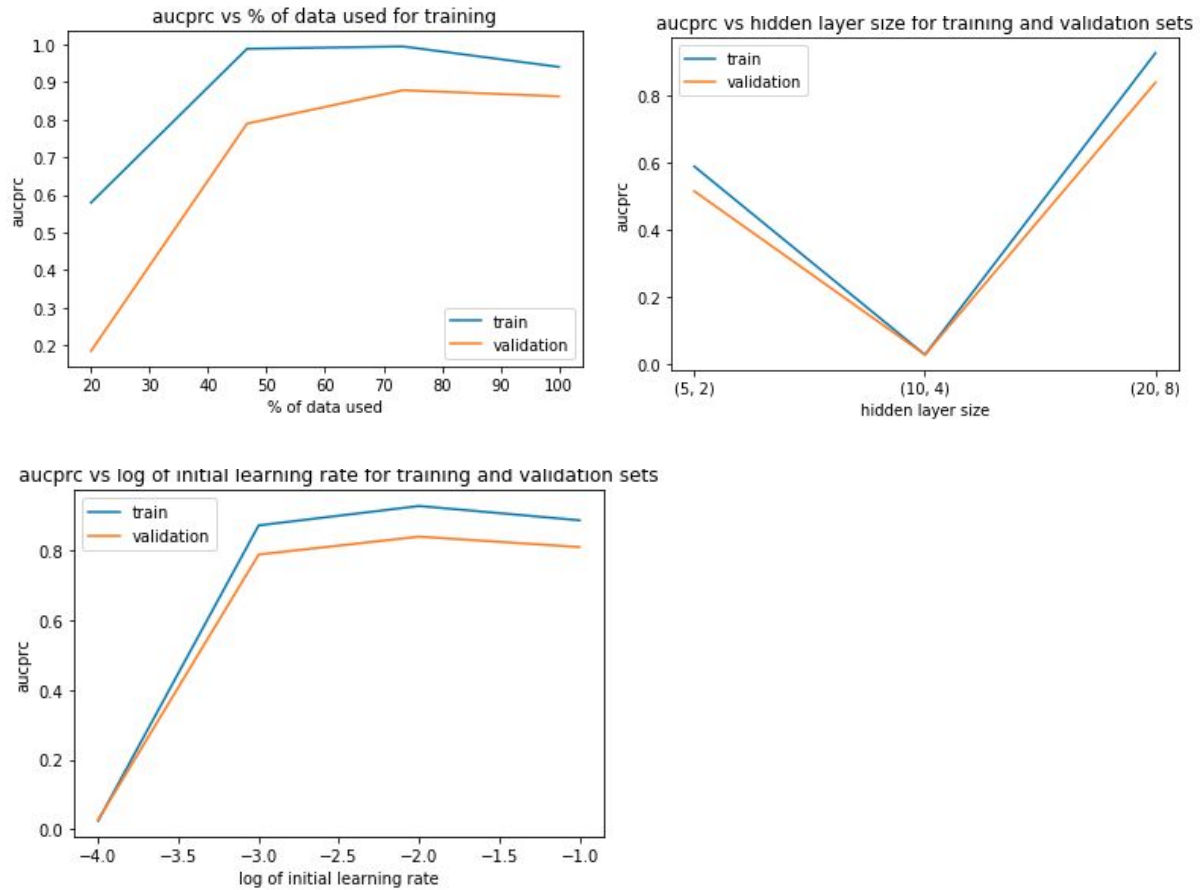 aucprc vs % of data used for training
aucprc
1.0
0.9
0.8
0.7
0.6
0.5
0.4
0.3
0.2
train
validation
20 30 40 50 60 70 80 90 100
% of data used
aucprc vs hidden layer size for training and validation sets
train
validation
aucprc
0.8
0.6
0.4
0.2
0.0
(5, 2) (10, 4) (20, 8)
hidden layer size
aucprc vs log of initial learning rate for training and validation sets
train
validation
aucprc
0.8
0.6
0.4
0.2
0.0
−4.0 −3.5 −3.0 −2.5 −2.0 −1.5 −1.0
log of initial learning rate